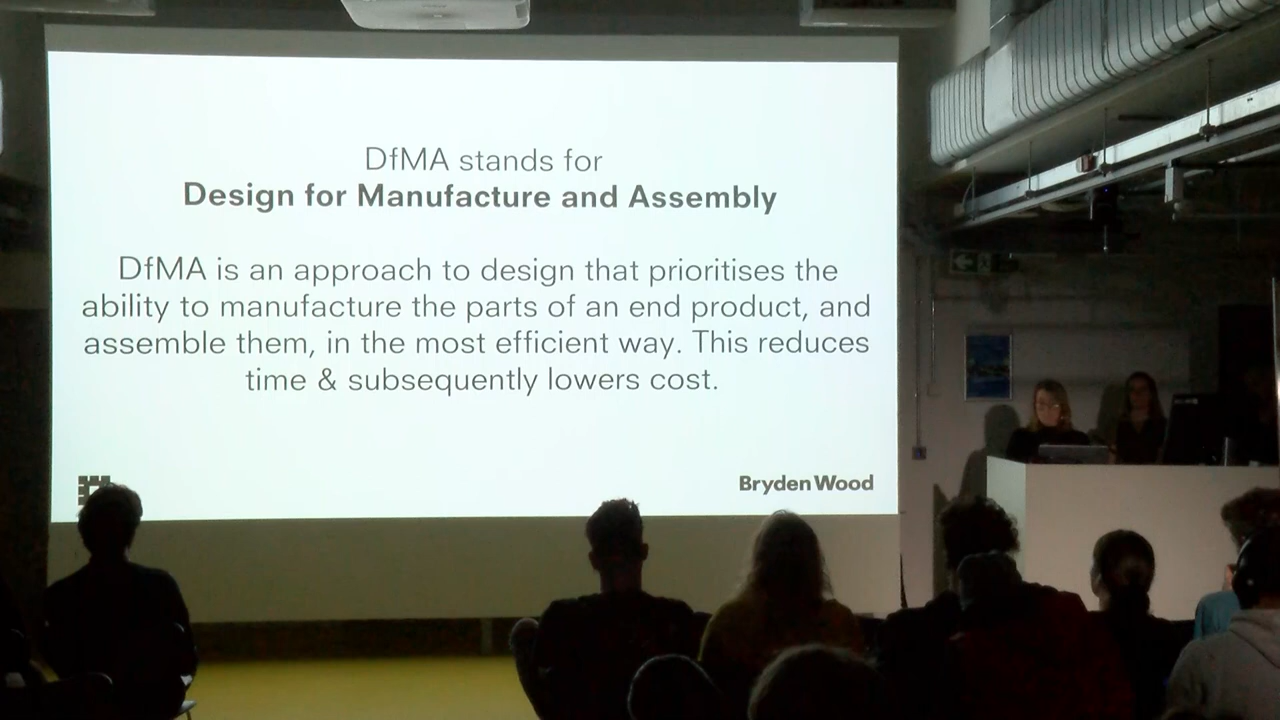 DfMA stands for
Design for Manufacture and Assembly
DfMA is an approach to design that prioritises the
ability to manufacture the parts of an end product, and
assemble them, in the most efficient way. This reduces
time & subsequently lowers cost.
Bryden Wood